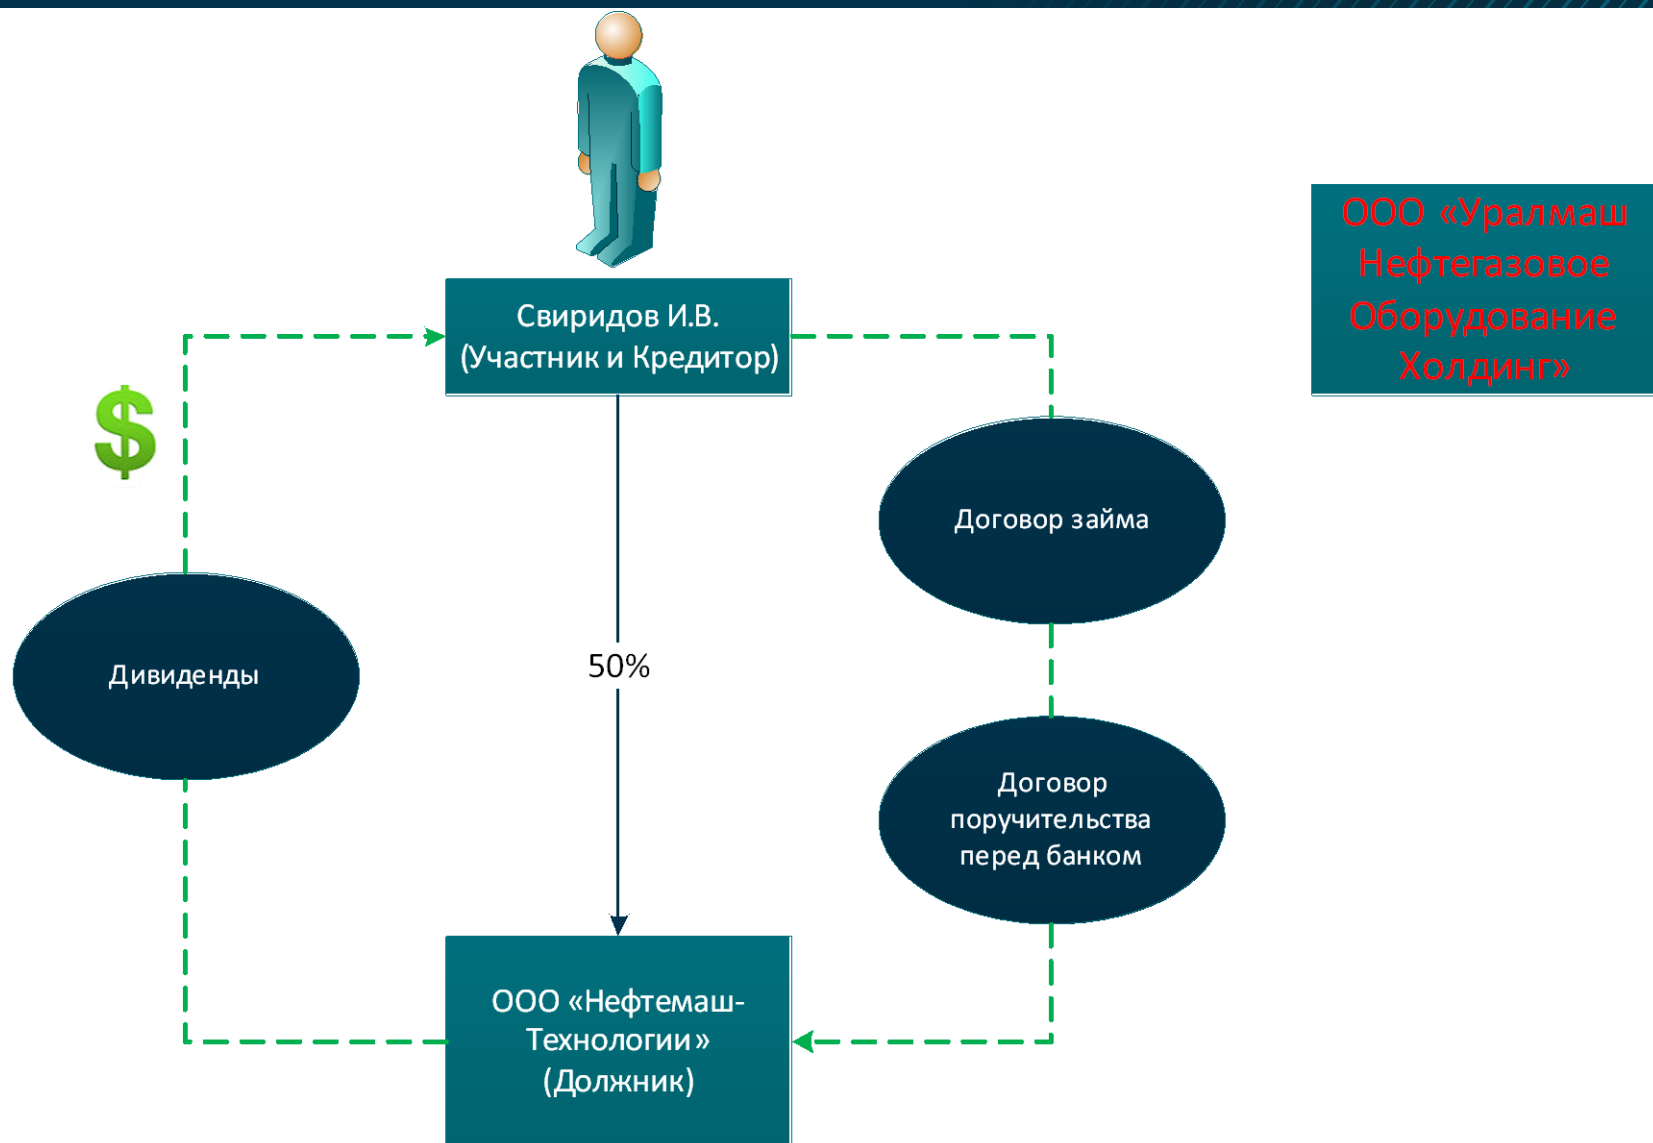 Свиридов И.В.
(Участник и Кредитор)
ООО «Уралмаш
Нефтегазовое
Оборудование
Холдинг»
$
Договор займа
50%
Дивиденды
Договор
поручительства
перед банком
ООО «Нефтемаш-
Технологии»
(Должник)